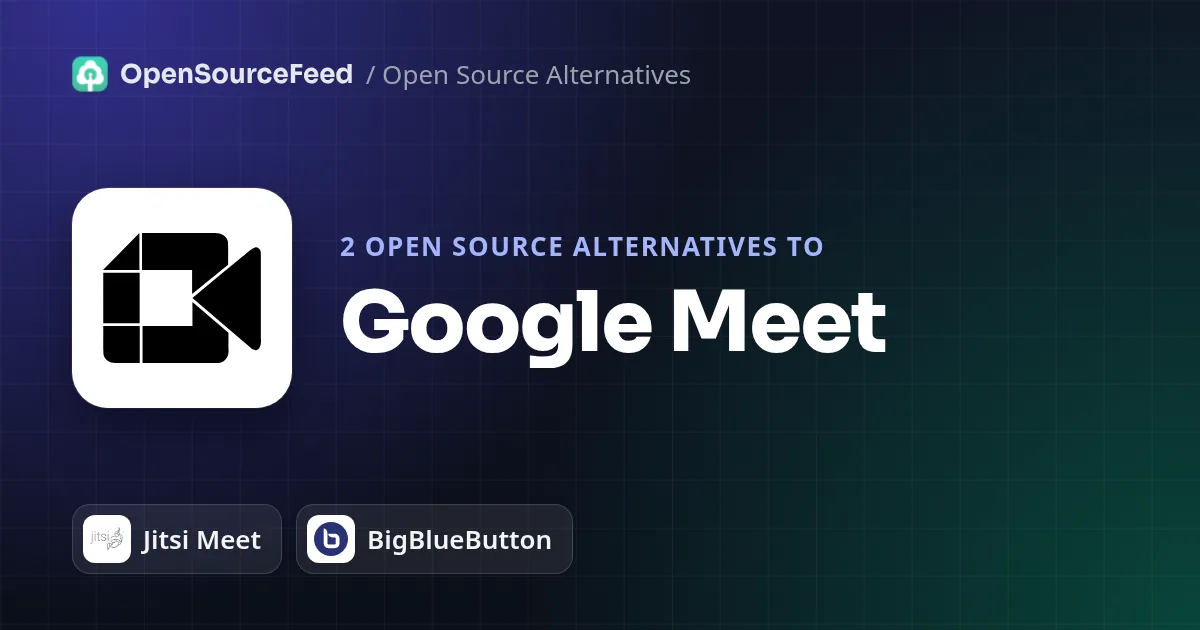 OpenSourceFeed / Open Source Alternatives
2 OPEN SOURCE ALTERNATIVES TO
Google Meet
jitsi Jitsi Meet
b BigBlueButton